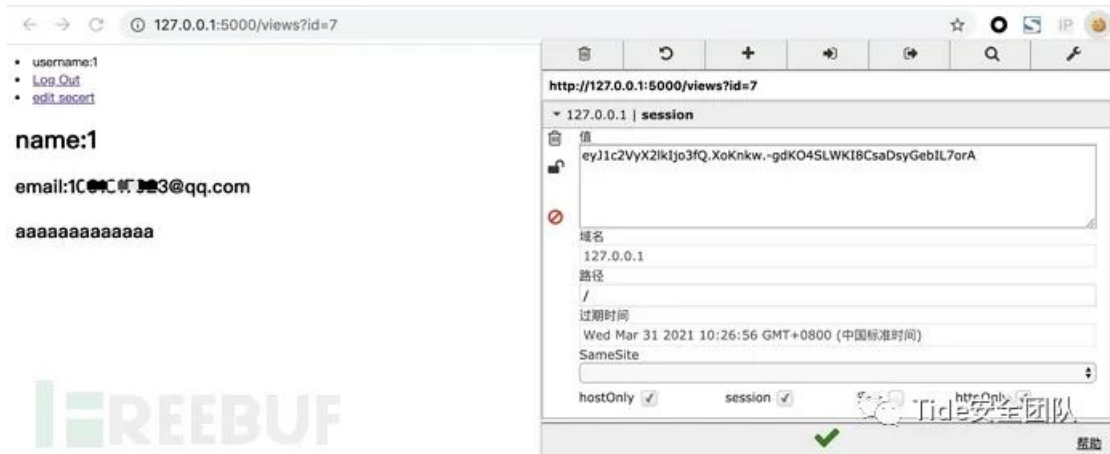 127.0.0.1:5000/views?id=7
IP
username:1
Log Out
edit secert
name:1
@qq.com
aaaaaaaaaaaaa
http://127.0.0.1:5000/views?id=7
127.0.0.1 | session
值
eyJ1c2VyX2lkIjo3fQ.XoKnkw.-gdKO4SLWKI8CsaDsyGebIL7orA
域名
127.0.0.1
路径
/
过期时间
Wed Mar 31 2021 10:26:56 GMT+0800 (中国标准时间)
SameSite
hostOnly
session
httpOnly
Tide安全团队
帮助
FREEBUF